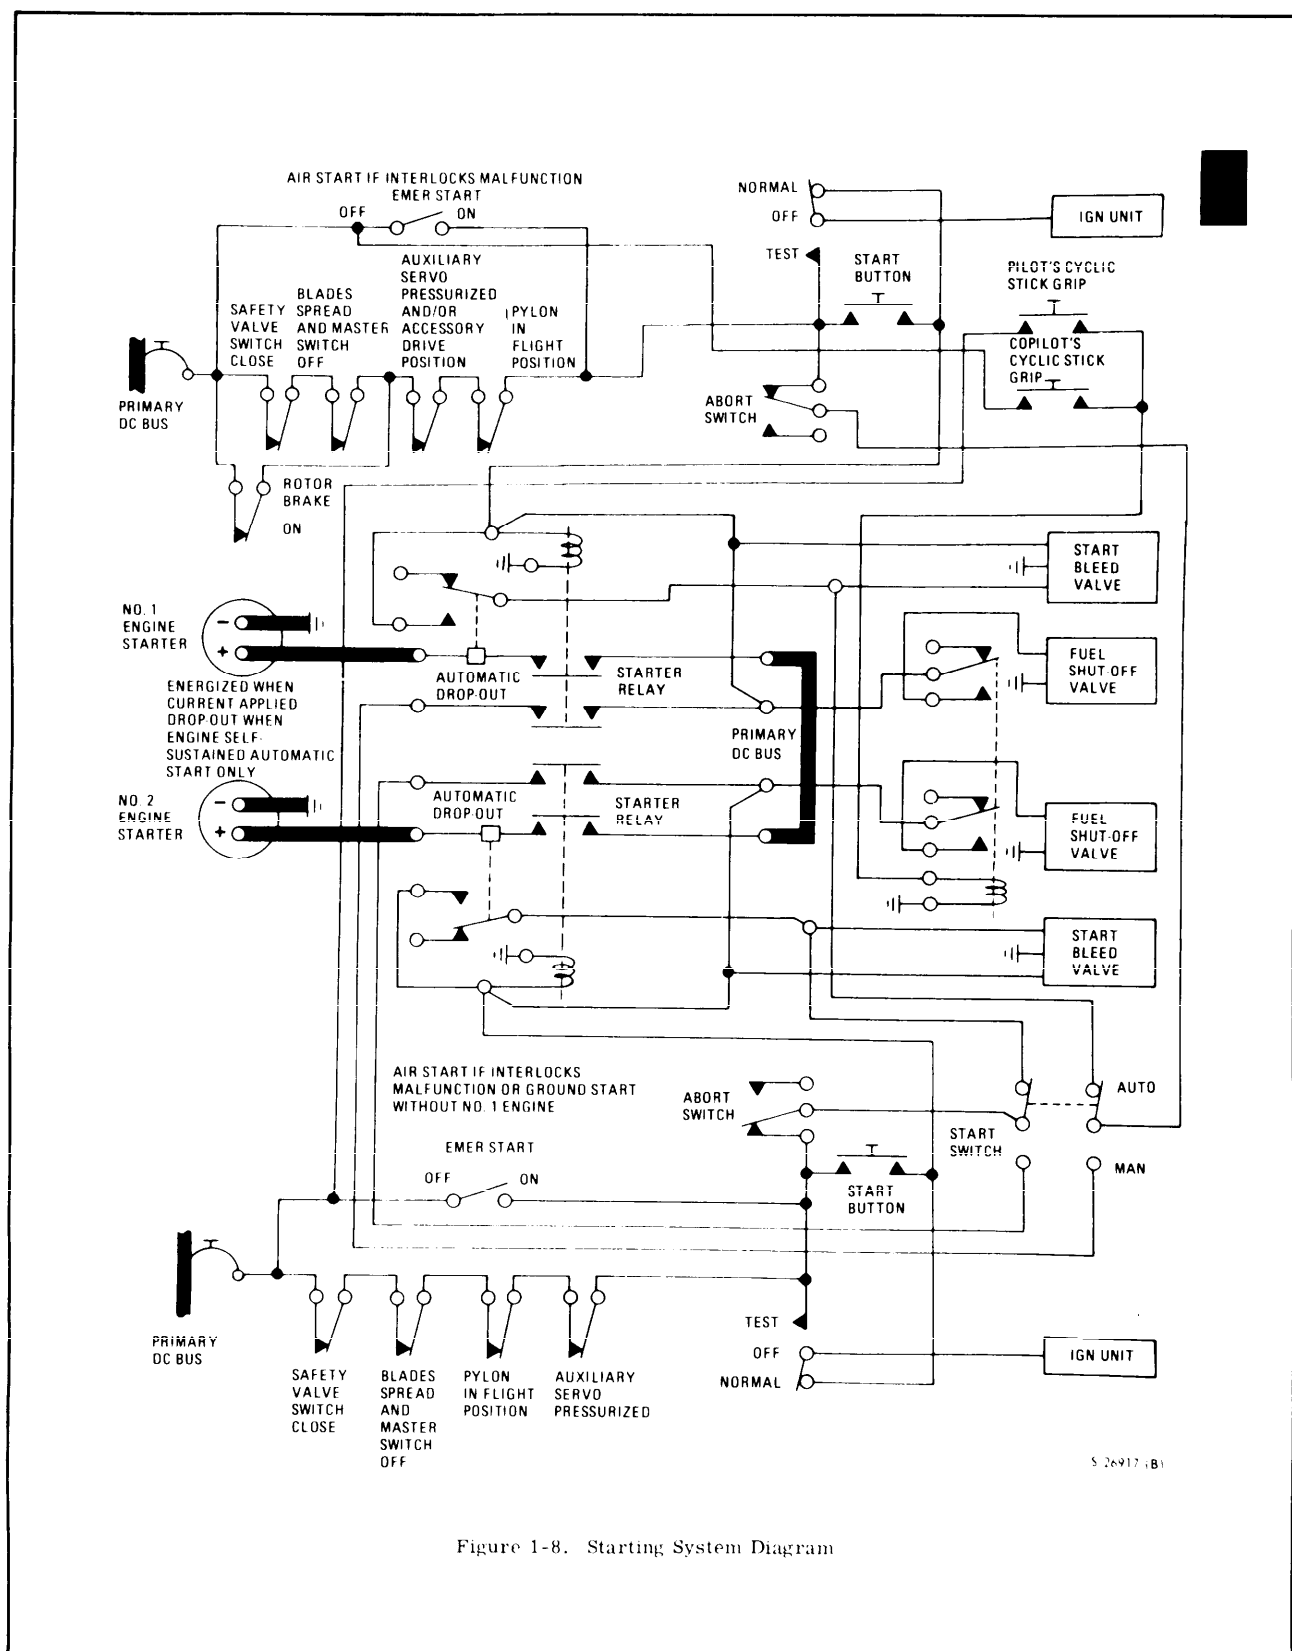 AIR START IF INTERLOCKS MALFUNCTION
EMER START
OFF
ON
NORMAL
OFF
IGN UNIT
TEST
START
BUTTON
PILOT'S CYCLIC
STICK GRIP
SAFETY
VALVE
SWITCH
CLOSE
BLADES
SPREAD
AND MASTER
SWITCH
OFF
AUXILIARY
SERVO
PRESSURIZED
AND/OR
ACCESSORY
DRIVE
POSITION
PYLON
IN
FLIGHT
POSITION
COPILOT'S
CYCLIC STICK
GRIP
PRIMARY
DC BUS
ABORT
SWITCH
ROTOR
BRAKE
ON
START
BLEED
VALVE
NO. 1
ENGINE
STARTER
-
+
AUTOMATIC
DROP-OUT
STARTER
RELAY
FUEL
SHUT-OFF
VALVE
ENERGIZED WHEN
CURRENT APPLIED
DROP-OUT WHEN
ENGINE SELF-
SUSTAINED AUTOMATIC
START ONLY
PRIMARY
DC BUS
NO. 2
ENGINE
STARTER
-
+
AUTOMATIC
DROP-OUT
STARTER
RELAY
FUEL
SHUT-OFF
VALVE
START
BLEED
VALVE
AIR START IF INTERLOCKS
MALFUNCTION OR GROUND START
WITHOUT NO. 1 ENGINE
ABORT
SWITCH
AUTO
START
SWITCH
MAN
EMER START
OFF
ON
START
BUTTON
PRIMARY
DC BUS
TEST
OFF
NORMAL
IGN UNIT
SAFETY
VALVE
SWITCH
CLOSE
BLADES
SPREAD
AND
MASTER
SWITCH
OFF
PYLON
IN FLIGHT
POSITION
AUXILIARY
SERVO
PRESSURIZED
S 26917 (B)
Figure 1-8. Starting System Diagram